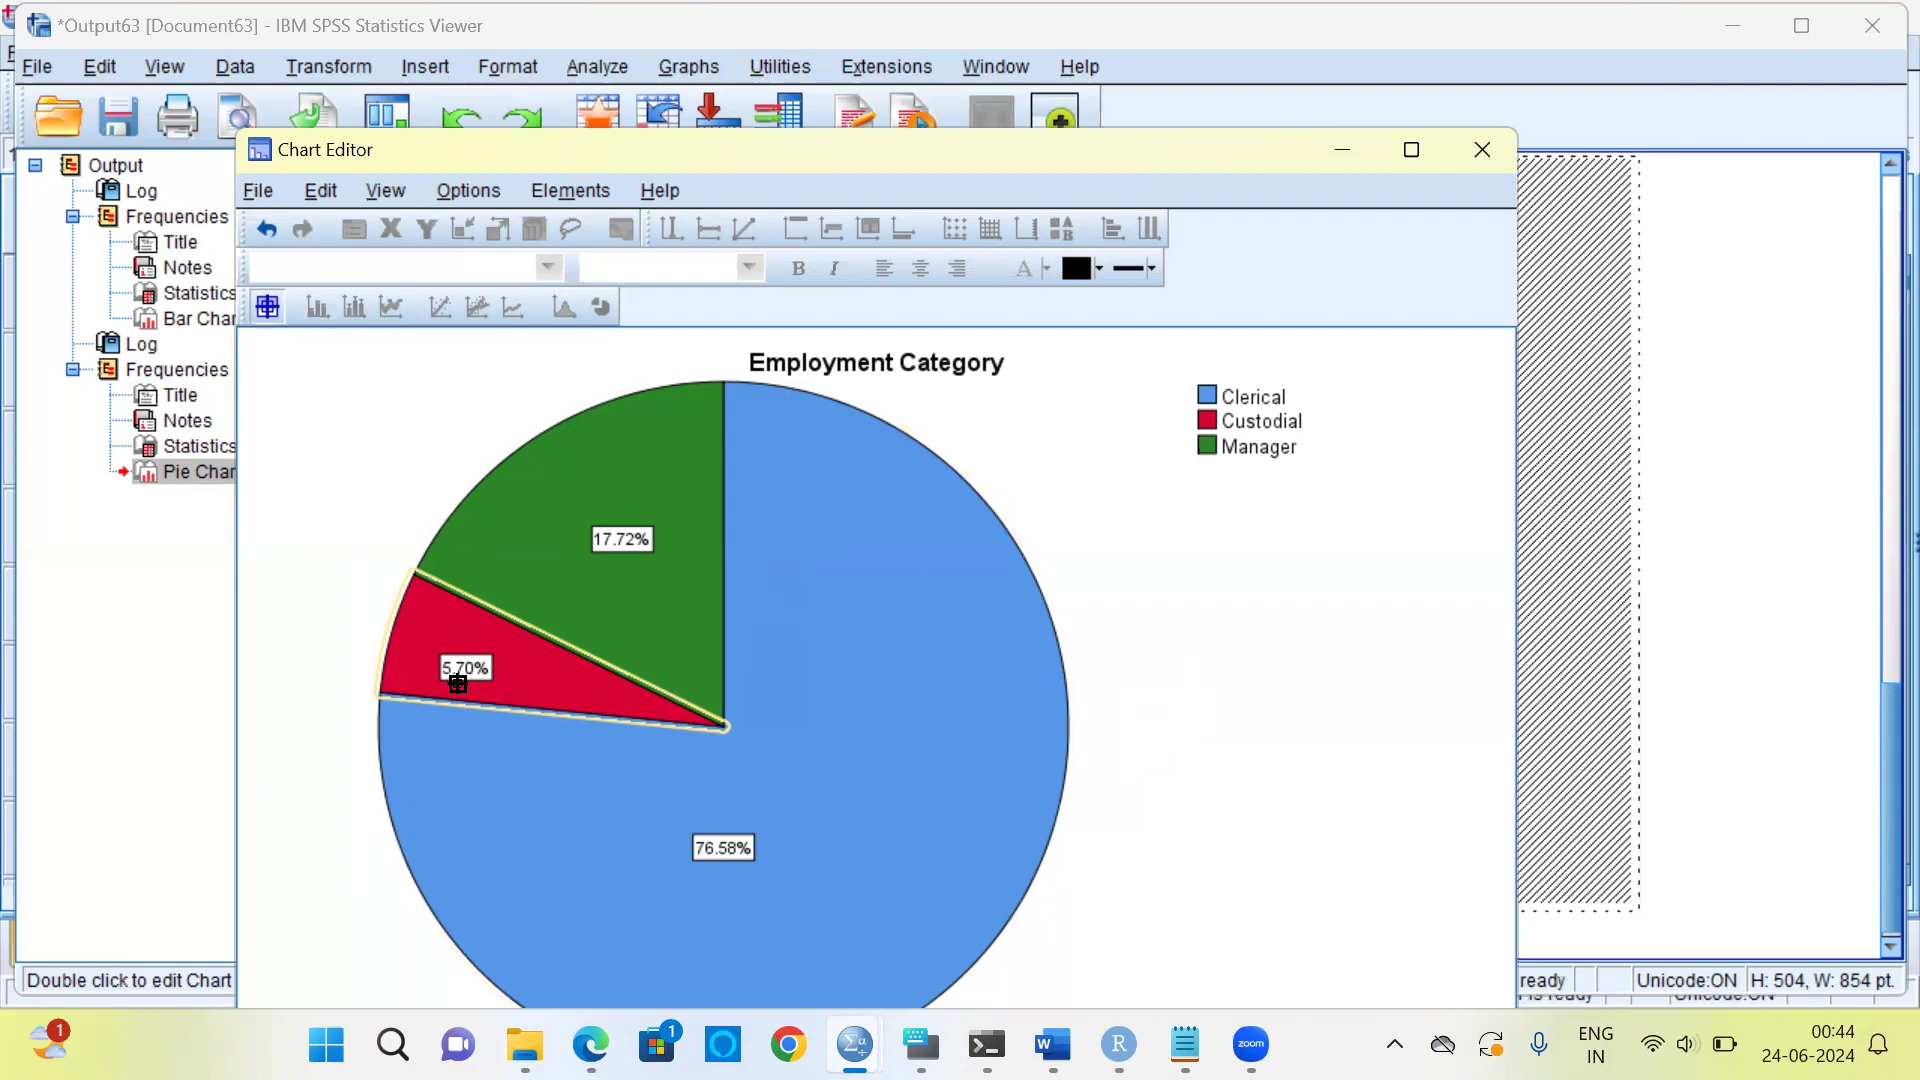 *Output63 [Document63] - IBM SPSS Statistics Viewer
File Edit View Data Transform Insert Format Analyze Graphs Utilities Extensions Window Help
Output
Log
Frequencies
Title
Notes
Statistics
Bar Char
Log
Frequencies
Title
Notes
Statistics
Pie Char
Chart Editor
File Edit View Options Elements Help
X Y
B I A
Employment Category
Clerical
Custodial
Manager
17.72%
5.70%
76.58%
Double click to edit Chart
ready Unicode:ON H: 504, W: 854 pt.
1
1
zoom
ENG
IN
00:44
24-06-2024